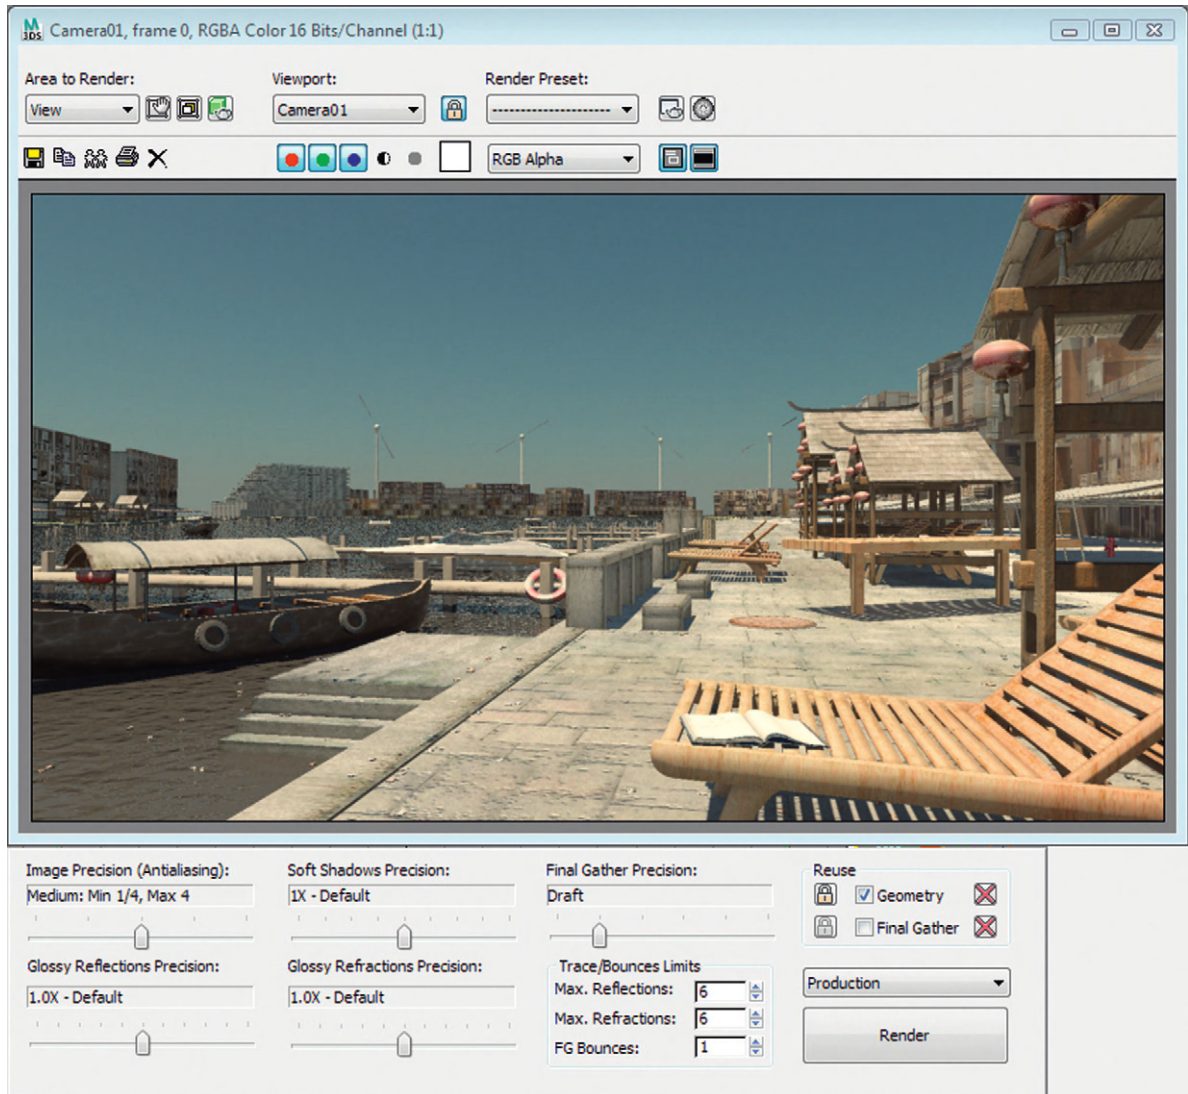 M
3DS
Camera01, frame 0, RGBA Color 16 Bits/Channel (1:1)
Area to Render:
Viewport:
Render Preset:
View
Camera01
--------------------
RGB Alpha
Image Precision (Antialiasing):
Soft Shadows Precision:
Final Gather Precision:
Reuse
Medium: Min 1/4, Max 4
1X - Default
Draft
Geometry
Final Gather
Glossy Reflections Precision:
Glossy Refractions Precision:
Trace/Bounces Limits
1.0X - Default
1.0X - Default
Max. Reflections: 6
Max. Refractions: 6
FG Bounces: 1
Production
Render